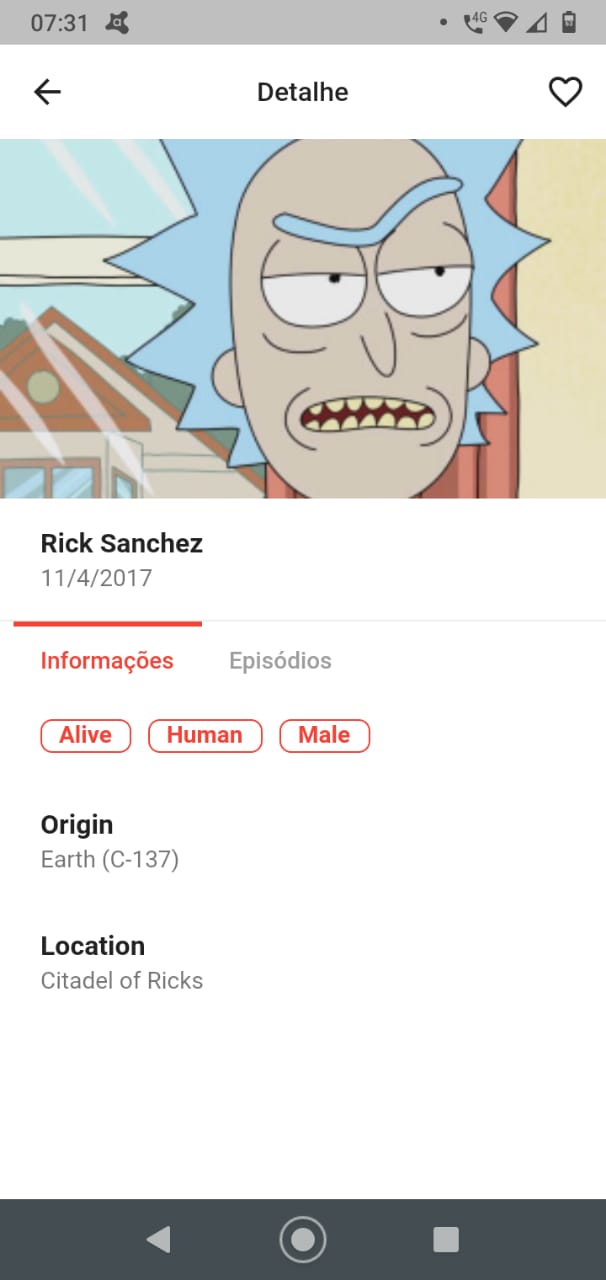 07:31
4G
Detalhe
Rick Sanchez
11/4/2017
Informações Episódios
Alive Human Male
Origin
Earth (C-137)
Location
Citadel of Ricks